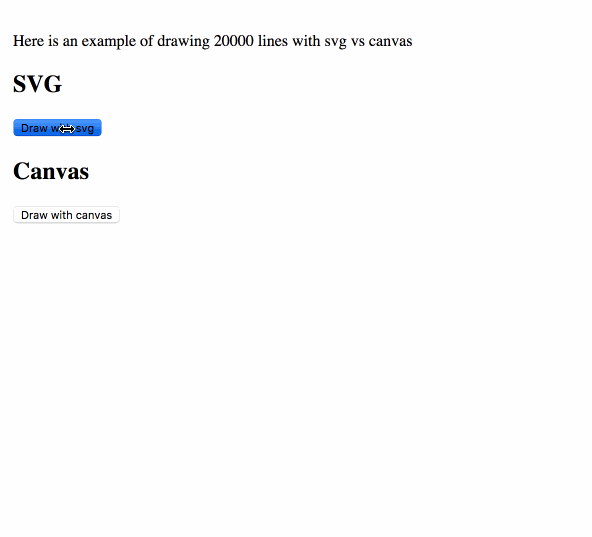 Here is an example of drawing 20000 lines with svg vs canvas
SVG
Draw with svg
Canvas
Draw with canvas